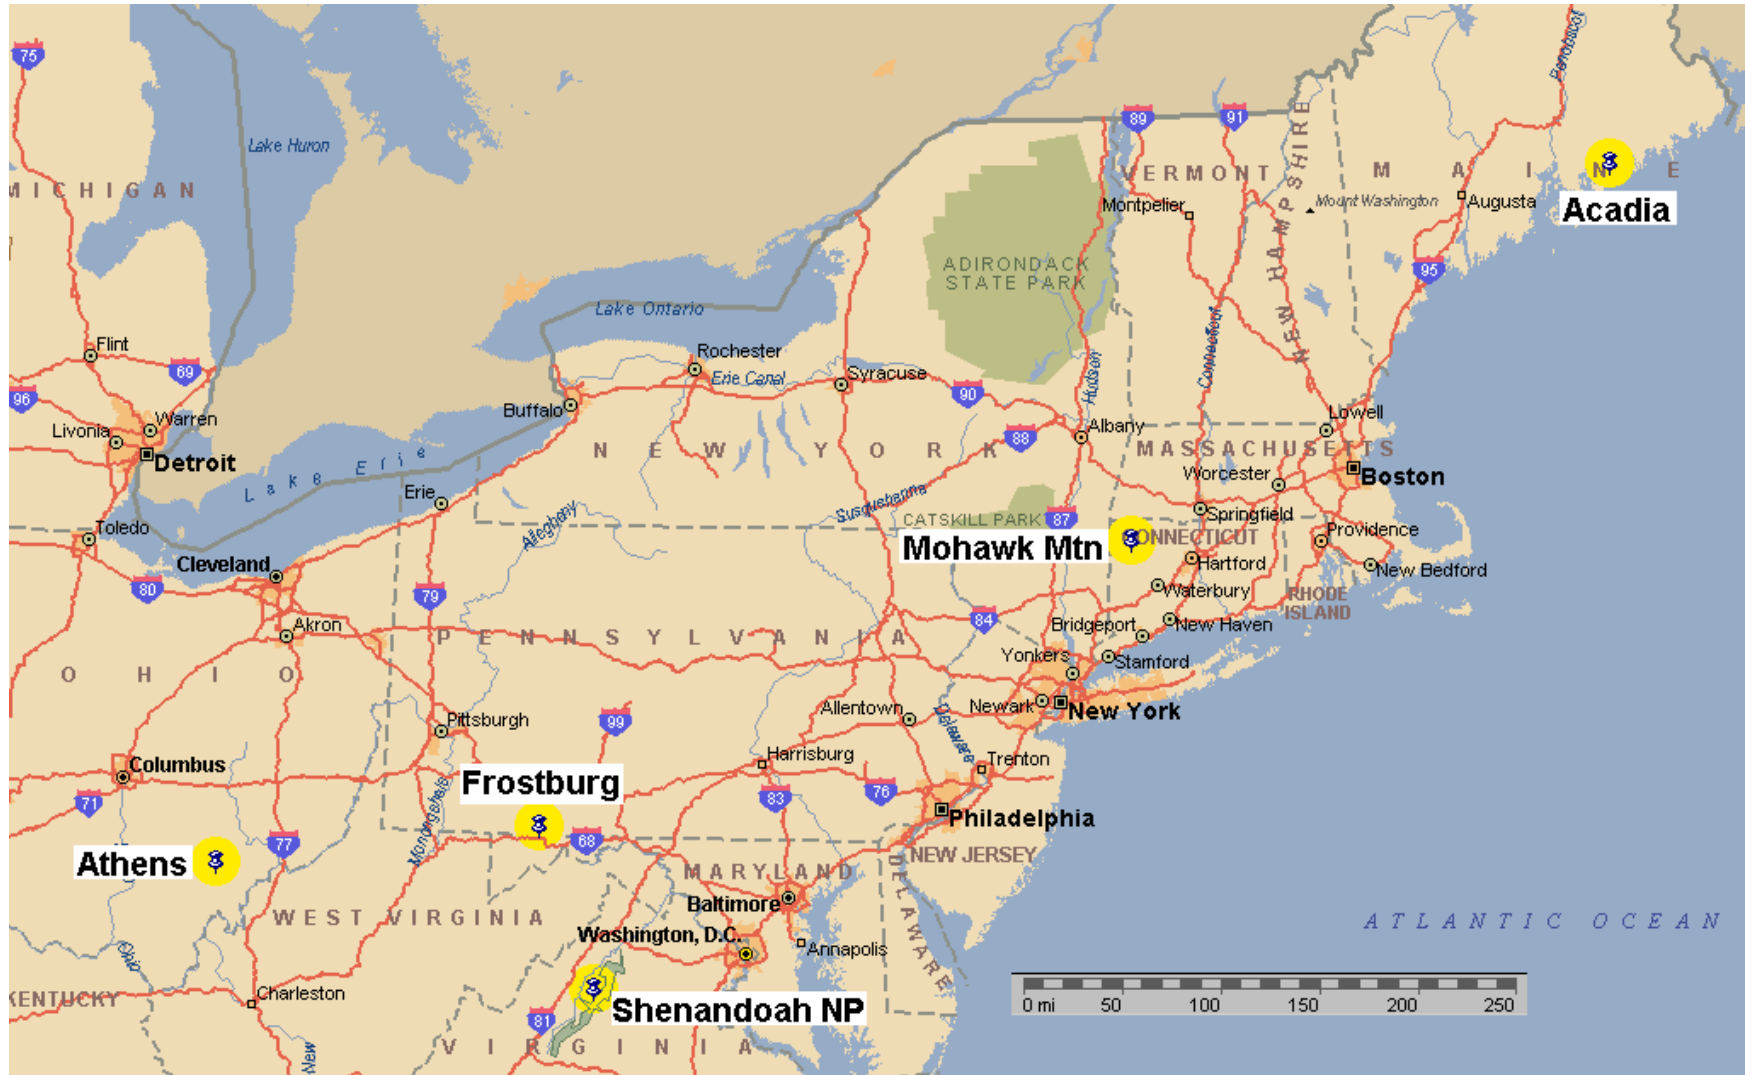 75
Lake Huron
MICHIGAN
Flint
69
96
Warren
Livonia
Detroit
Lake Erie
Toledo
Cleveland
80
Akron
OHIO
Columbus
71
77
Athens
Ohio
KENTUCKY
Charleston
New
WEST VIRGINIA
Lake Ontario
Rochester
Erie Canal
Syracuse
Buffalo
90
88
NEW YORK
Erie
Allegheny
Susquehanna
79
PENNSYLVANIA
Pittsburgh
99
Monongahela
Frostburg
68
Harrisburg
83
76
Allentown
84
Delaware
Trenton
Philadelphia
NEW JERSEY
MARYLAND
DELAWARE
Baltimore
Washington, D.C.
Annapolis
Shenandoah NP
81
VIRGINIA
ADIRONDACK
STATE PARK
Hudson
Albany
CATSKILL PARK
87
Mohawk Mtn
CONNECTICUT
Hartford
Waterbury
Bridgeport
New Haven
Yonkers
Stamford
Newark
New York
89
91
VERMONT
Montpelier
NEW HAMPSHIRE
Connecticut
Mount Washington
MAINE
Penobscot
Augusta
Acadia
95
Lowell
MASSACHUSETTS
Worcester
Boston
Springfield
Providence
New Bedford
RHODE
ISLAND
ATLANTIC OCEAN
0 mi 50 100 150 200 250